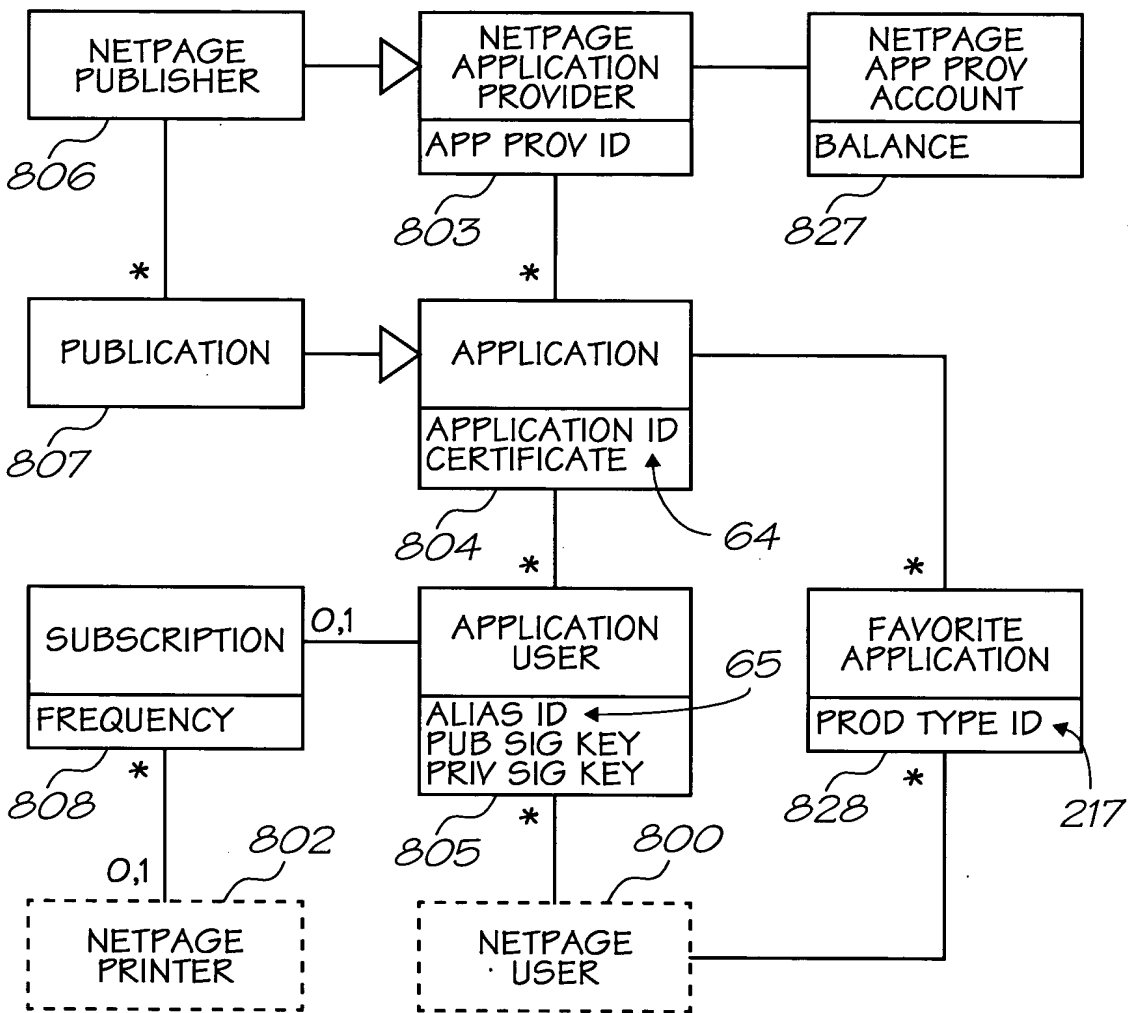 NETPAGE
PUBLISHER
806
NETPAGE
APPLICATION
PROVIDER
APP PROV ID
803
NETPAGE
APP PROV
ACCOUNT
BALANCE
827
*
*
PUBLICATION
807
APPLICATION
APPLICATION ID
CERTIFICATE
804
64
*
*
SUBSCRIPTION
FREQUENCY
808
0,1
APPLICATION
USER
ALIAS ID
PUB SIG KEY
PRIV SIG KEY
805
65
FAVORITE
APPLICATION
PROD TYPE ID
828
217
*
*
*
0,1
802
800
NETPAGE
PRINTER
NETPAGE
USER